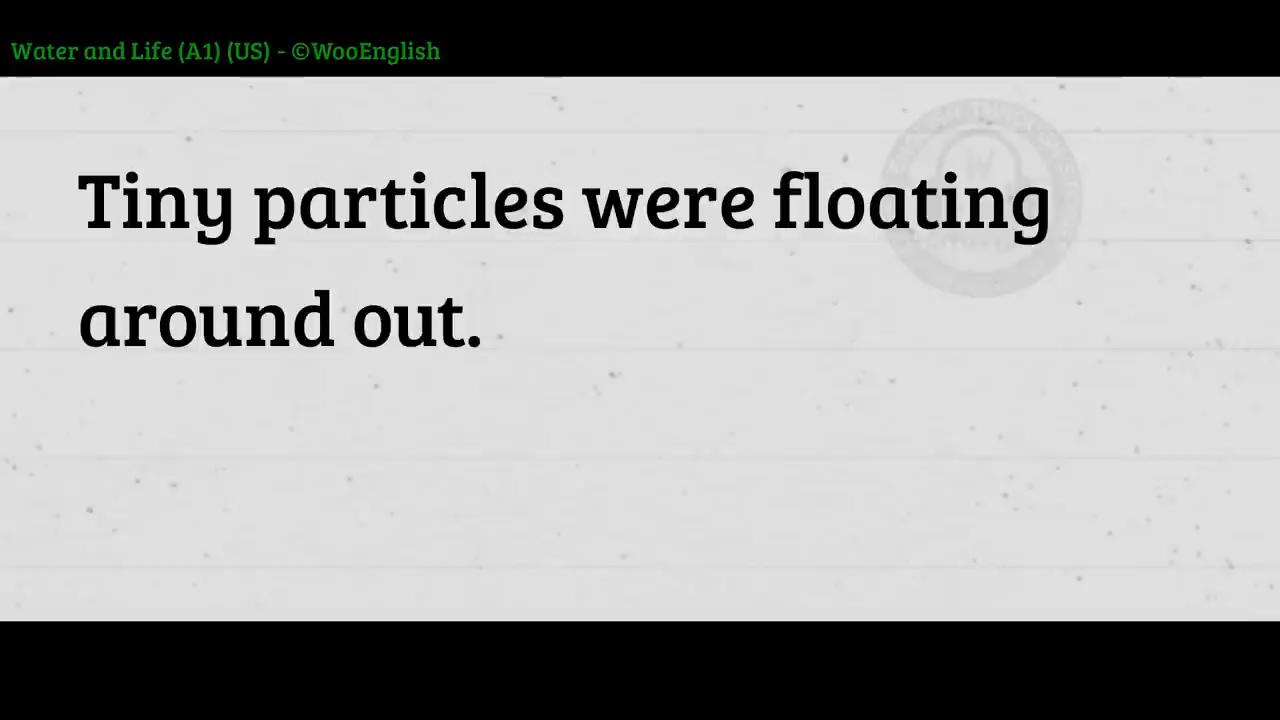 Water and Life (A1) (US) - ©WooEnglish
Tiny particles were floating
around out.